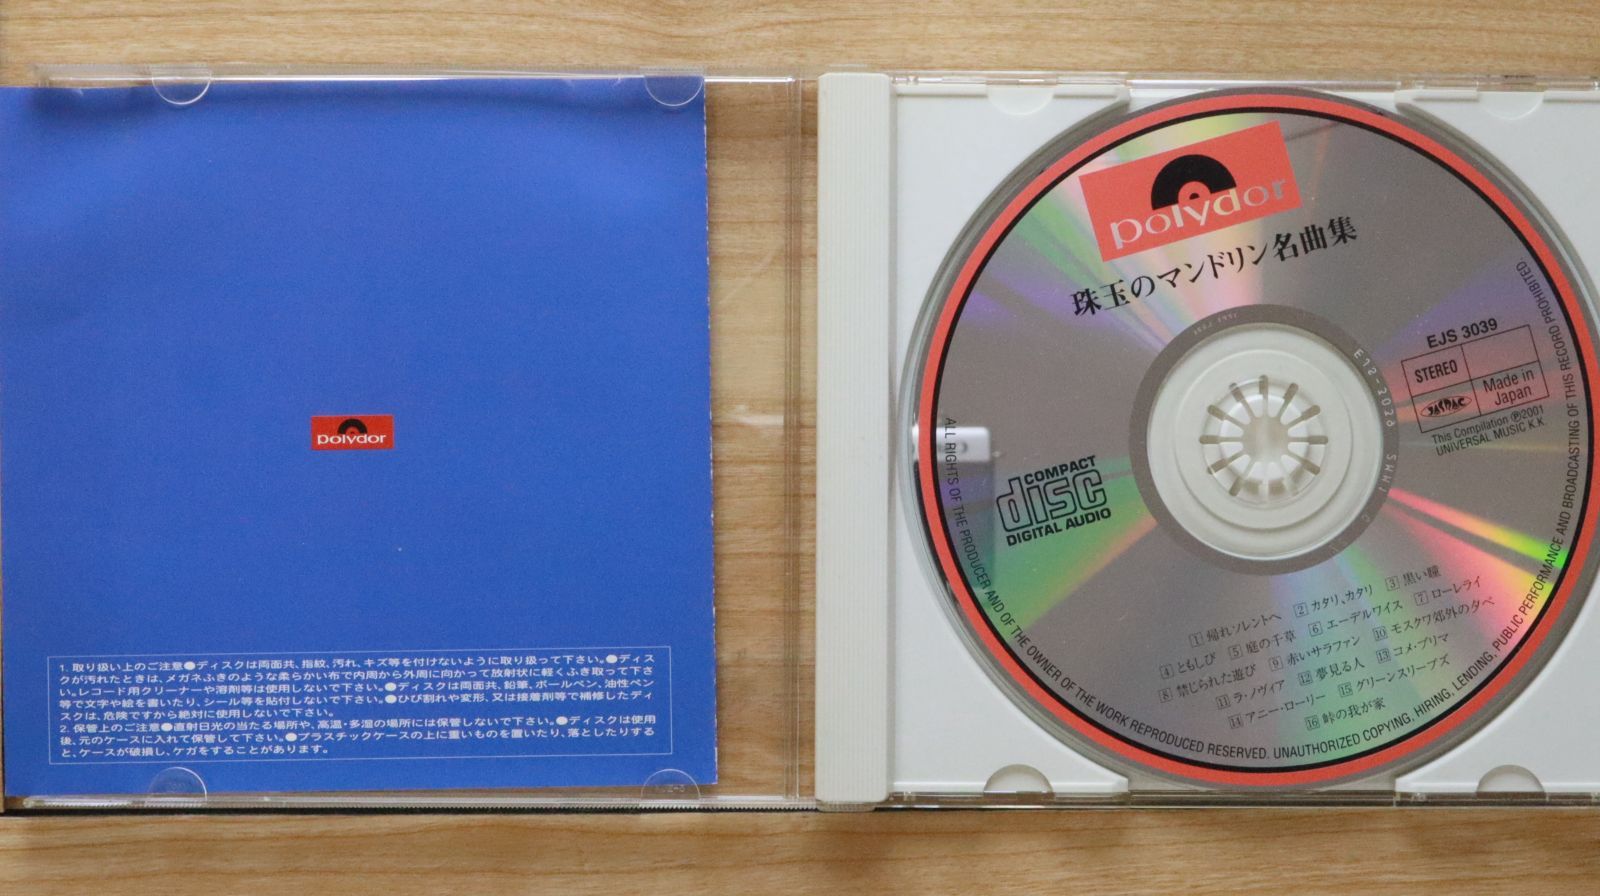 polydor
1. 取り扱い上のご注意●ディスクは両面共、指紋、汚れ、キズ等を付けないように取り扱って下さい。●ディス
クが汚れたときは、メガネふきのような柔らかい布で内周から外周に向かって放射状に軽くふき取って下さ
い。レコード用クリーナーや溶剤等は使用しないで下さい。●ディスクは両面共、鉛筆、ボールペン、油性ペン
等で文字や絵を書いたり、シール等を貼付しないで下さい。●ひび割れや変形、又は接着剤等で補修したディ
スクは、危険ですから絶対に使用しないで下さい。
2. 保管上のご注意●直射日光の当たる場所や、高温・多湿の場所には保管しないで下さい。●ディスクは使用
後、元のケースに入れて保管して下さい。●プラスチックケースの上に重いものを置いたり、落としたりする
と、ケースが破損し、ケガをすることがあります。
polydor
珠玉のマンドリン名曲集
EJS 3039
STEREO
Made in
Japan
JASRAC
This Compilation ℗2001
UNIVERSAL MUSIC K.K.
COMPACT
disc
DIGITAL AUDIO
1 帰れソレントへ 2 カタリ、カタリ 3 黒い瞳
4 ともしび 5 庭の千草 6 エーデルワイス 7 ローレライ
8 禁じられた遊び 9 赤いサラファン 10 モスクワ郊外の夕べ
11 ラ・ノヴィア 12 夢見る人 13 コメ・プリマ
14 アニー・ローリー 15 グリーンスリーブス
16 峠の我が家
ALL RIGHTS OF THE PRODUCER AND OF THE OWNER OF THE WORK REPRODUCED RESERVED. UNAUTHORIZED COPYING, HIRING, LENDING, PUBLIC PERFORMANCE AND BROADCASTING OF THIS RECORD PROHIBITED.